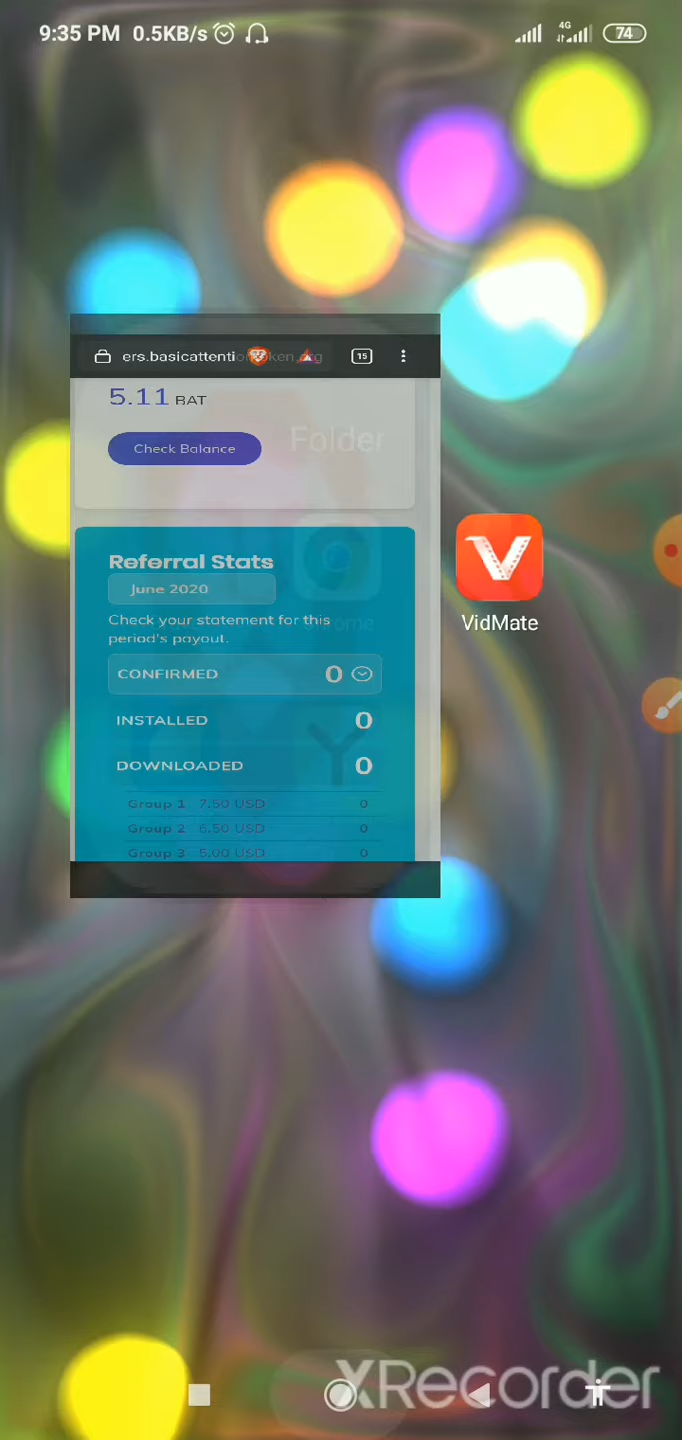 9:35 PM 0.5KB/s
4G
74
ers.basicattentiontoken.org
15
5.11 BAT
Check Balance
Folder
Referral Stats
June 2020
Check your statement for this
period's payout.
CONFIRMED 0
INSTALLED 0
DOWNLOADED 0
Group 1 7.50 USD 0
Group 2 6.50 USD 0
Group 3 5.00 USD 0
VidMate
XRecorder